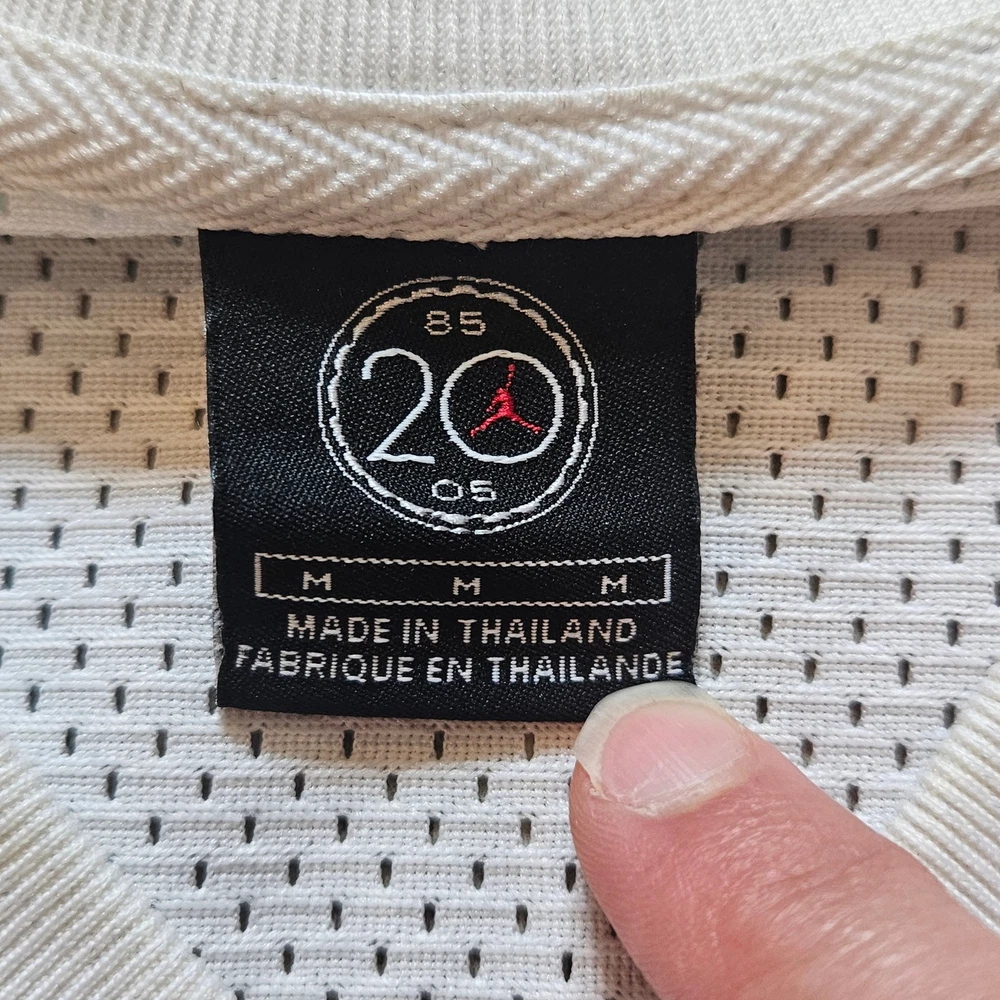 85
20
05
M M M
MADE IN THAILAND
FABRIQUE EN THAILANDE